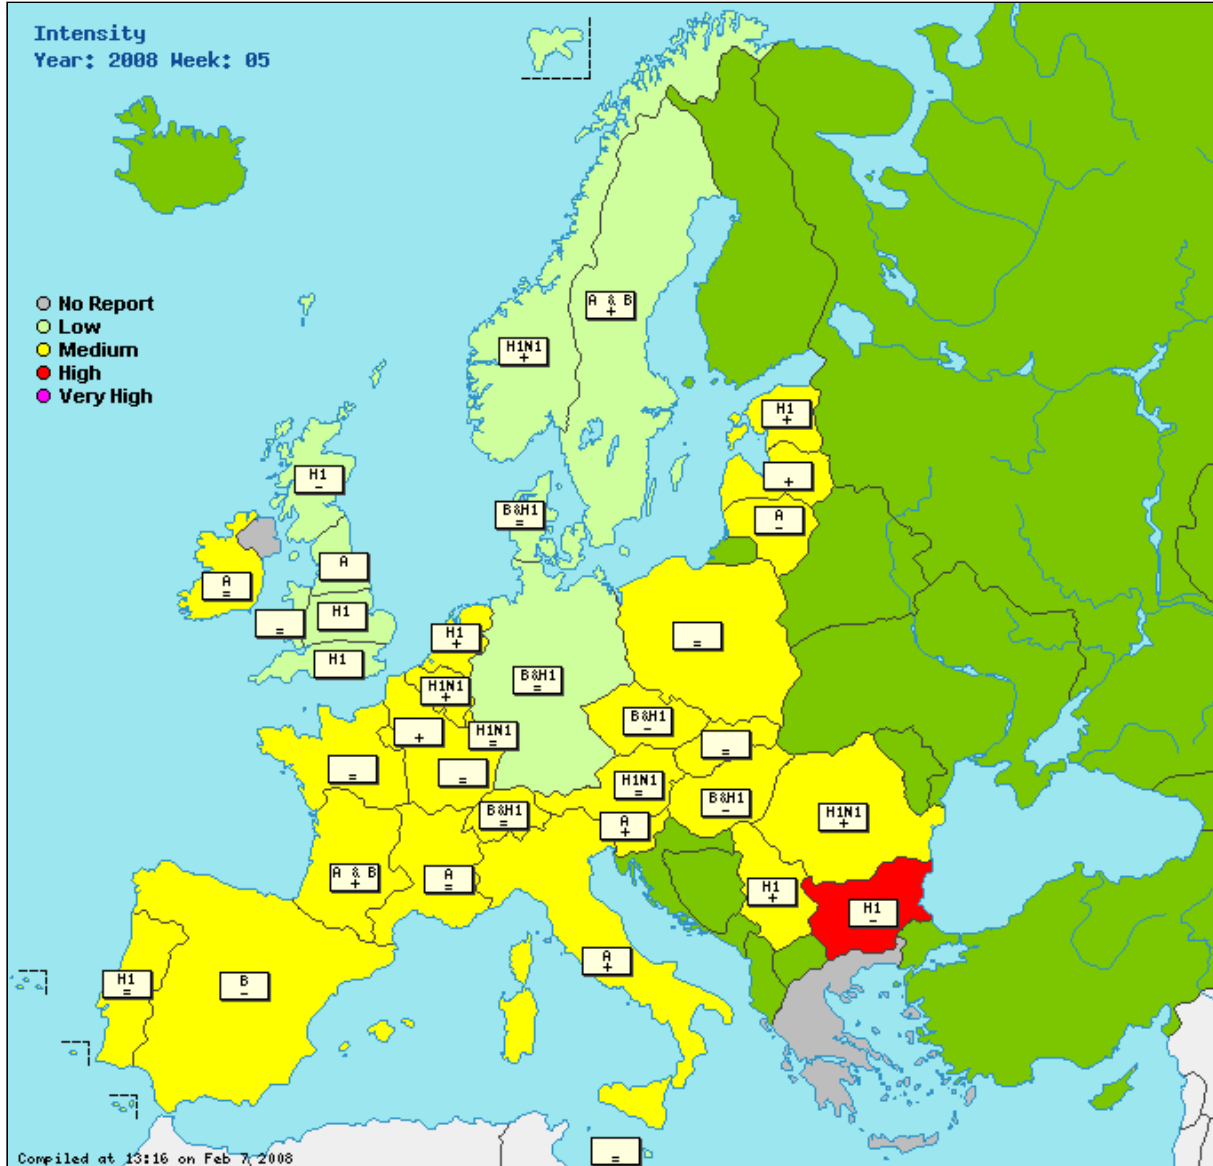 Intensity
Year: 2008 Week: 05
No Report
Low
Medium
High
Very High
A & B
+
H1N1
+
H1
+
+
A
-
H1
-
B&H1
=
A
A
=
H1
=
H1
+
H1
=
B&H1
=
H1N1
+
B&H1
-
+
H1N1
=
=
=
=
H1N1
=
B&H1
-
B&H1
=
H1N1
+
A
+
A & B
+
A
=
H1
+
H1
-
A
+
H1
=
B
-
=
Compiled at 13:16 on Feb 7 2008